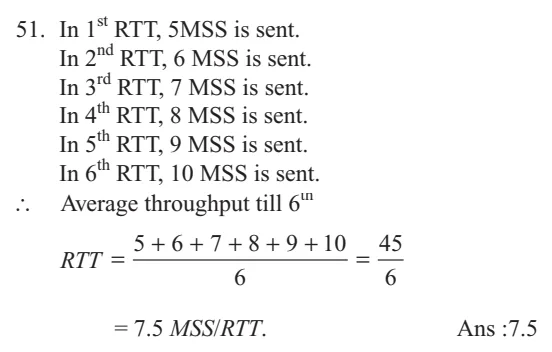 51. In 1st RTT, 5MSS is sent.
In 2nd RTT, 6 MSS is sent.
In 3rd RTT, 7 MSS is sent.
In 4th RTT, 8 MSS is sent.
In 5th RTT, 9 MSS is sent.
In 6th RTT, 10 MSS is sent.
∴ Average throughput till 6th
RTT = (5 + 6 + 7 + 8 + 9 + 10)/6 = 45/6
= 7.5 MSS/RTT. Ans :7.5